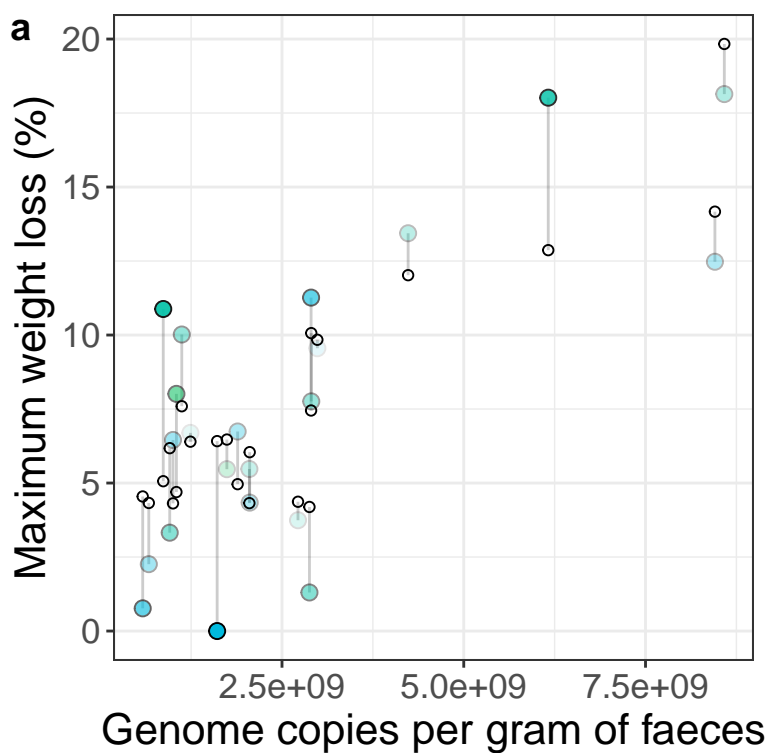 a
20
15
10
5
0
Maximum weight loss (%)
2.5e+09 5.0e+09 7.5e+09
Genome copies per gram of faeces